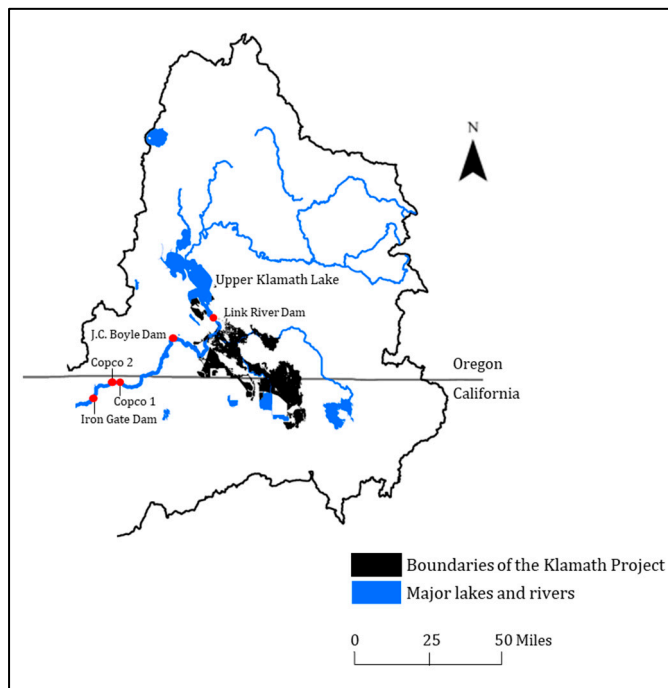 N
Upper Klamath Lake
Link River Dam
J.C. Boyle Dam
Copco 2
Oregon
California
Copco 1
Iron Gate Dam
Boundaries of the Klamath Project
Major lakes and rivers
0 25 50 Miles